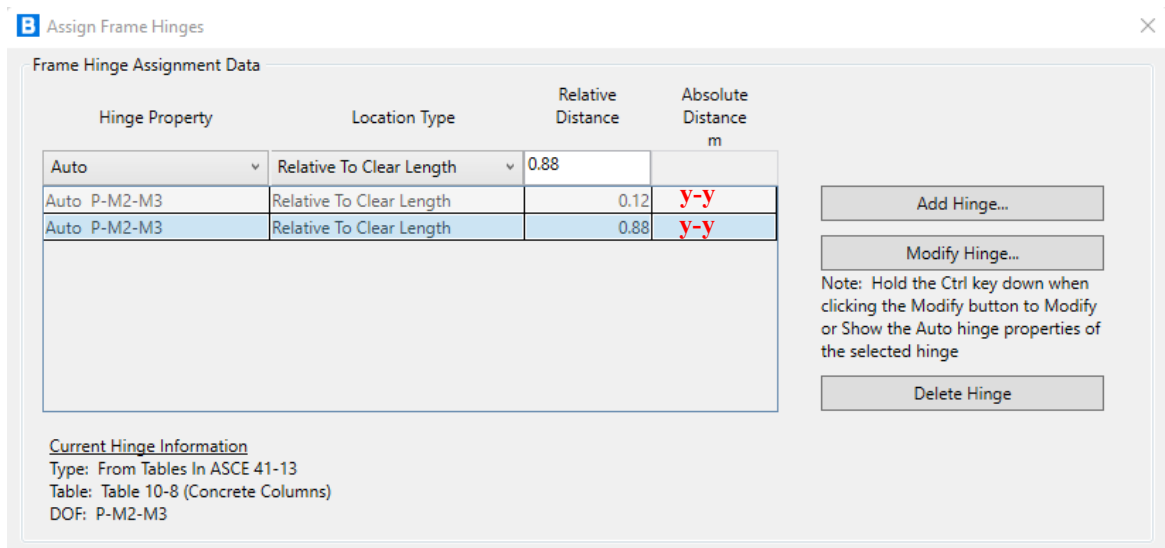 B Assign Frame Hinges
Frame Hinge Assignment Data
Hinge Property Location Type Relative Distance Absolute Distance m
Auto Relative To Clear Length 0.88
Auto P-M2-M3 Relative To Clear Length 0.12 y-y
Auto P-M2-M3 Relative To Clear Length 0.88 y-y
Add Hinge...
Modify Hinge...
Note: Hold the Ctrl key down when
clicking the Modify button to Modify
or Show the Auto hinge properties of
the selected hinge
Delete Hinge
Current Hinge Information
Type: From Tables In ASCE 41-13
Table: Table 10-8 (Concrete Columns)
DOF: P-M2-M3